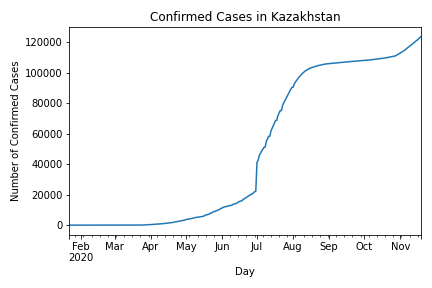 Confirmed Cases in Kazakhstan
Number of Confirmed Cases
120000
100000
80000
60000
40000
20000
0
Feb Mar Apr May Jun Jul Aug Sep Oct Nov
2020
Day